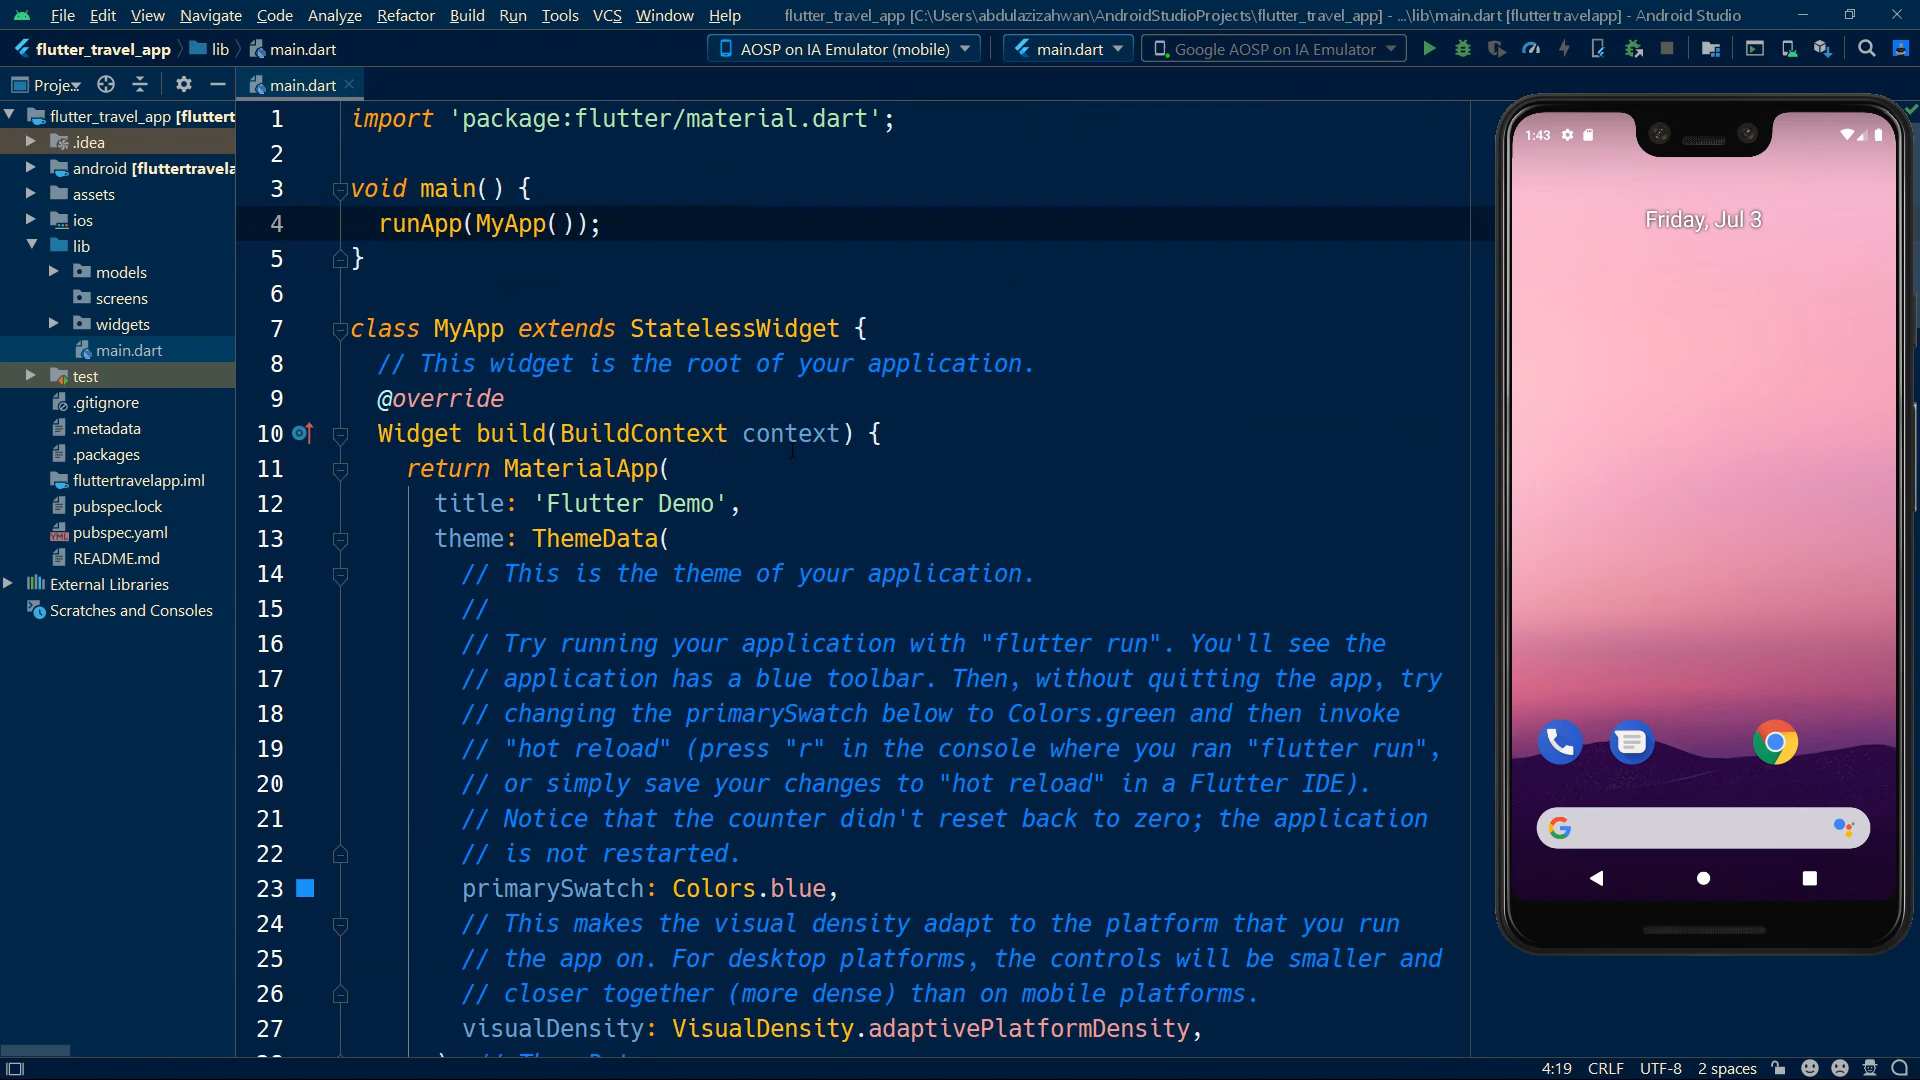 File Edit View Navigate Code Analyze Refactor Build Run Tools VCS Window Help flutter_travel_app [C:\Users\abdulazizahwan\AndroidStudioProjects\flutter_travel_app] - ...\lib\main.dart [fluttertravelapp] - Android Studio
flutter_travel_app lib main.dart AOSP on IA Emulator (mobile) main.dart Google AOSP on IA Emulator
Proje... main.dart
flutter_travel_app [fluttert
.idea
android [fluttertravela
assets
ios
lib
models
screens
widgets
main.dart
test
.gitignore
.metadata
.packages
fluttertravelapp.iml
pubspec.lock
pubspec.yaml
README.md
External Libraries
Scratches and Consoles
1 import 'package:flutter/material.dart';
2
3 void main() {
4 runApp(MyApp());
5 }
6
7 class MyApp extends StatelessWidget {
8 // This widget is the root of your application.
9 @override
10 Widget build(BuildContext context) {
11 return MaterialApp(
12 title: 'Flutter Demo',
13 theme: ThemeData(
14 // This is the theme of your application.
15 //
16 // Try running your application with "flutter run". You'll see the
17 // application has a blue toolbar. Then, without quitting the app, try
18 // changing the primarySwatch below to Colors.green and then invoke
19 // "hot reload" (press "r" in the console where you ran "flutter run",
20 // or simply save your changes to "hot reload" in a Flutter IDE).
21 // Notice that the counter didn't reset back to zero; the application
22 // is not restarted.
23 primarySwatch: Colors.blue,
24 // This makes the visual density adapt to the platform that you run
25 // the app on. For desktop platforms, the controls will be smaller and
26 // closer together (more dense) than on mobile platforms.
27 visualDensity: VisualDensity.adaptivePlatformDensity,
1:43
Friday, Jul 3
4:19 CRLF UTF-8 2 spaces